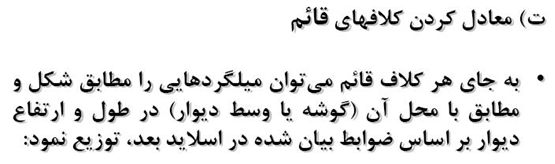 ت) معادل کردن کلافهای قائم
• به جای هر کلاف قائم می‌توان میلگردهایی را مطابق شکل و
مطابق با محل آن (گوشه یا وسط دیوار) در طول و ارتفاع
دیوار بر اساس ضوابط بیان شده در اسلاید بعد، توزیع نمود: